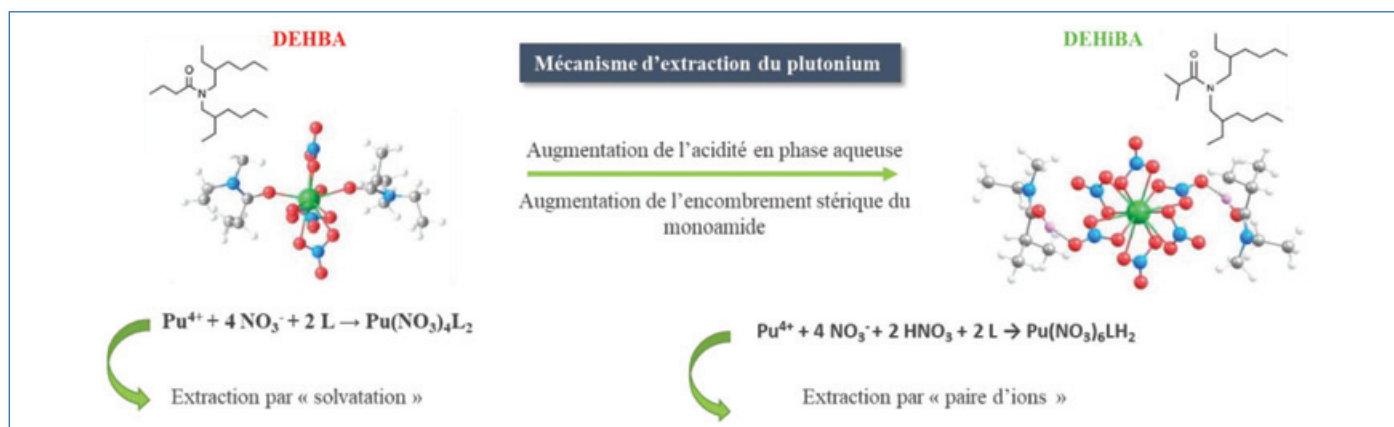 DEHBA
O
N
Mécanisme d'extraction du plutonium
DEHiBA
O
N
Augmentation de l'acidité en phase aqueuse
Augmentation de l'encombrement stérique du
monoamide
Pu⁴⁺ + 4 NO₃⁻ + 2 L → Pu(NO₃)₄L₂
Extraction par « solvatation »
Pu⁴⁺ + 4 NO₃⁻ + 2 HNO₃ + 2 L → Pu(NO₃)₆LH₂
Extraction par « paire d'ions »